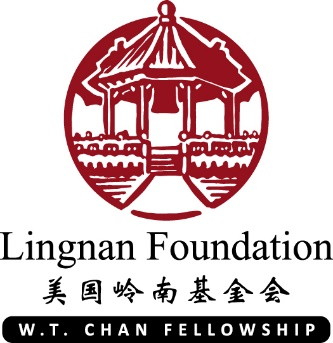 Lingnan Foundation
美国岭南基金会
W.T. CHAN FELLOWSHIP